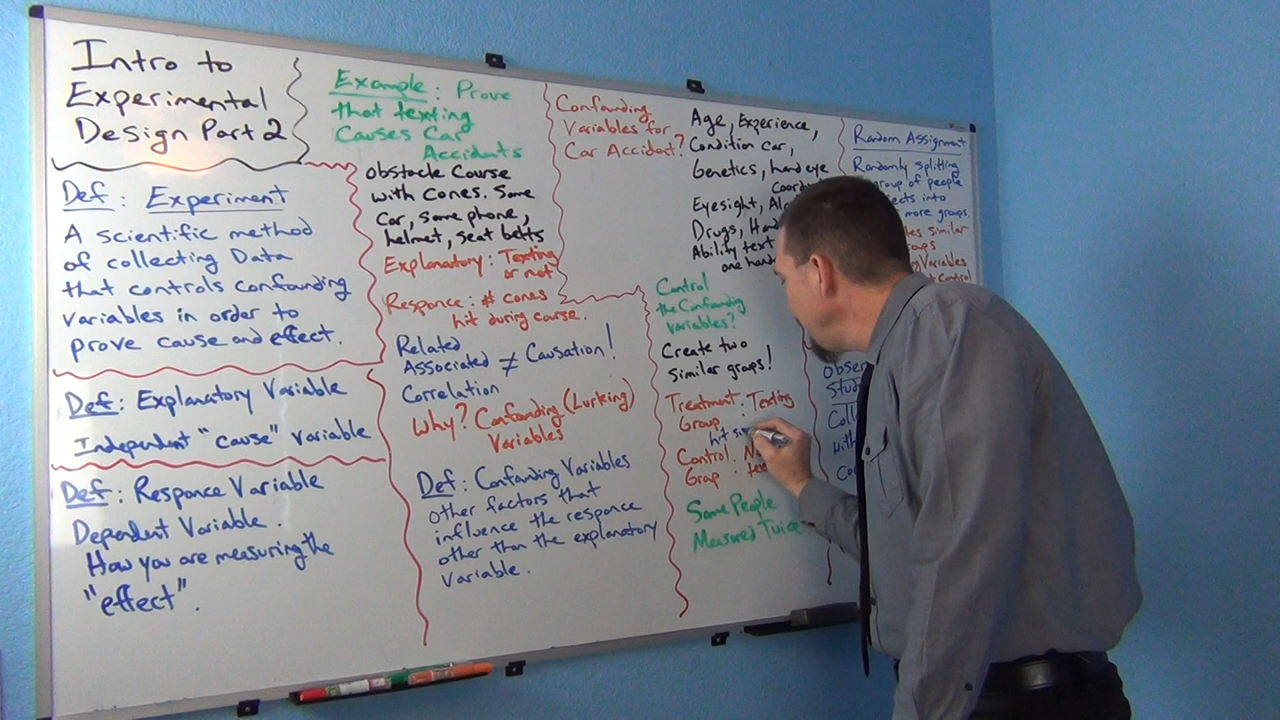 Intro to
Experimental
Design Part 2
Def: Experiment
A scientific method
of collecting Data
that controls confounding
variables in order to
prove cause and effect.
Def: Explanatory Variable
Independent "cause" variable
Def: Responce Variable
Dependent Variable.
How you are measuring the
"effect".
Example: Prove
that texting
Causes Car
Accidents
obstacle Course
with cones. Same
Car, same phone,
helmet, seat belts
Explanatory: Texting
or not
Responce: # cones
hit during course.
Related
Associated ≠ Causation!
Correlation
Why? Confounding (Lurking)
Variables
Def: Confounding Variables
other factors that
influence the responce
other than the explanatory
variable.
Confounding
Variables for
Car Accident?
Age, Experience,
Condition car,
Genetics, hand eye
Eyesight,
Drugs,
Ability text
one
Control
the Confounding
variables?
Create two
similar groups!
Treatment: Texting
Group
hit
Control:
Group:
Same People
Measured Twice
Random Assignment
Randomly splitting
group of people
into
more groups.
similar
Variables
Control